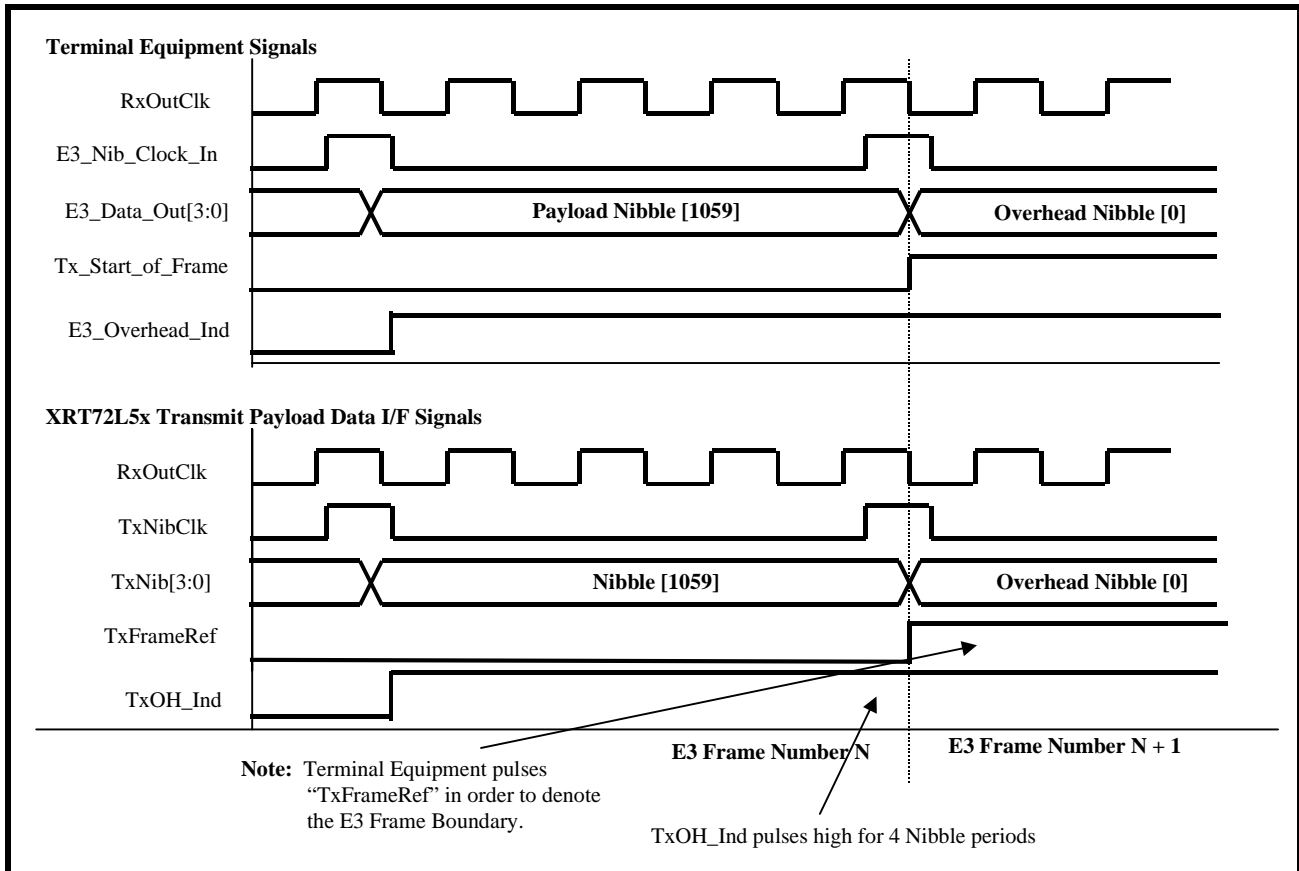 Terminal Equipment Signals
RxOutClk
E3_Nib_Clock_In
E3_Data_Out[3:0]
Payload Nibble [1059]
Overhead Nibble [0]
Tx_Start_of_Frame
E3_Overhead_Ind
XRT72L5x Transmit Payload Data I/F Signals
RxOutClk
TxNibClk
TxNib[3:0]
Nibble [1059]
Overhead Nibble [0]
TxFrameRef
TxOH_Ind
E3 Frame Number N
E3 Frame Number N + 1
Note: Terminal Equipment pulses
“TxFrameRef” in order to denote
the E3 Frame Boundary.
TxOH_Ind pulses high for 4 Nibble periods